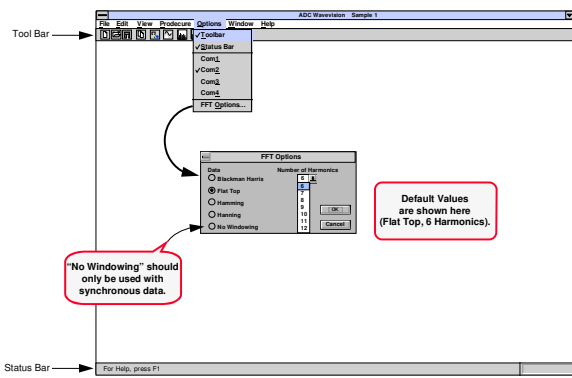 ADC Wavevision Sample 1
File Edit View Prodecure Options Window Help
Tool Bar
✓Toolbar
✓Status Bar
Com1
✓Com2
Com3
Com4
FFT Options...
FFT Options
Data
Number of Harmonics
Blackman Harris
Flat Top
Hamming
Hanning
No Windowing
6
6
7
8
9
10
11
12
OK
Cancel
Default Values
are shown here
(Flat Top, 6 Harmonics).
“No Windowing” should
only be used with
synchronous data.
Status Bar
For Help, press F1